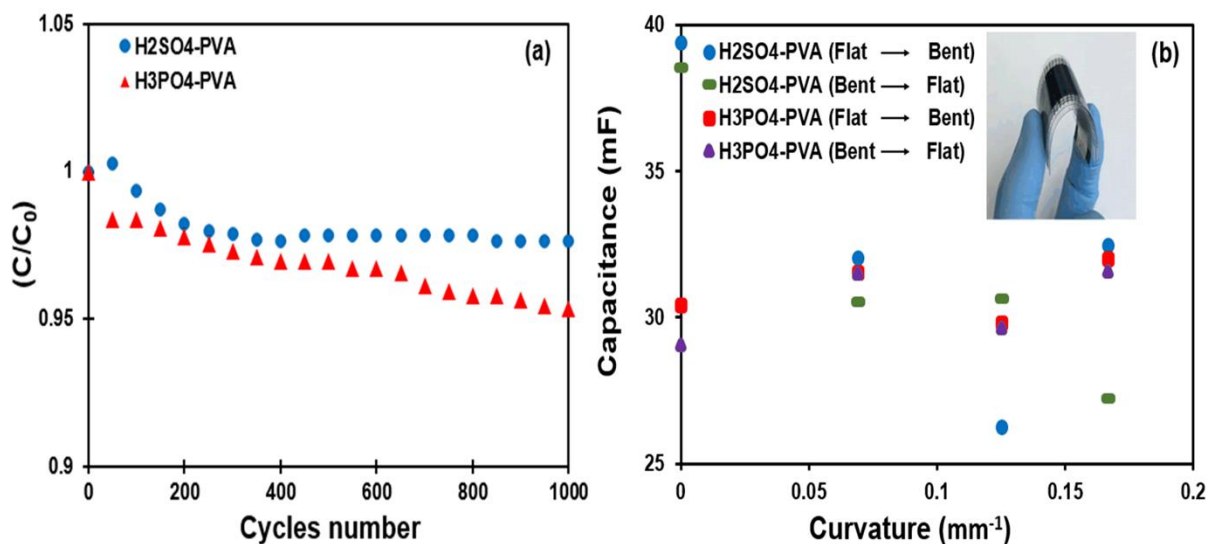 1.05
H2SO4-PVA
(a)
H3PO4-PVA
1
0.95
0.9
(C/C0)
0
200
400
600
800
1000
Cycles number
40
H2SO4-PVA (Flat → Bent)
(b)
H2SO4-PVA (Bent → Flat)
H3PO4-PVA (Flat → Bent)
H3PO4-PVA (Bent → Flat)
35
30
25
Capacitance (mF)
0
0.05
0.1
0.15
0.2
Curvature (mm-1)